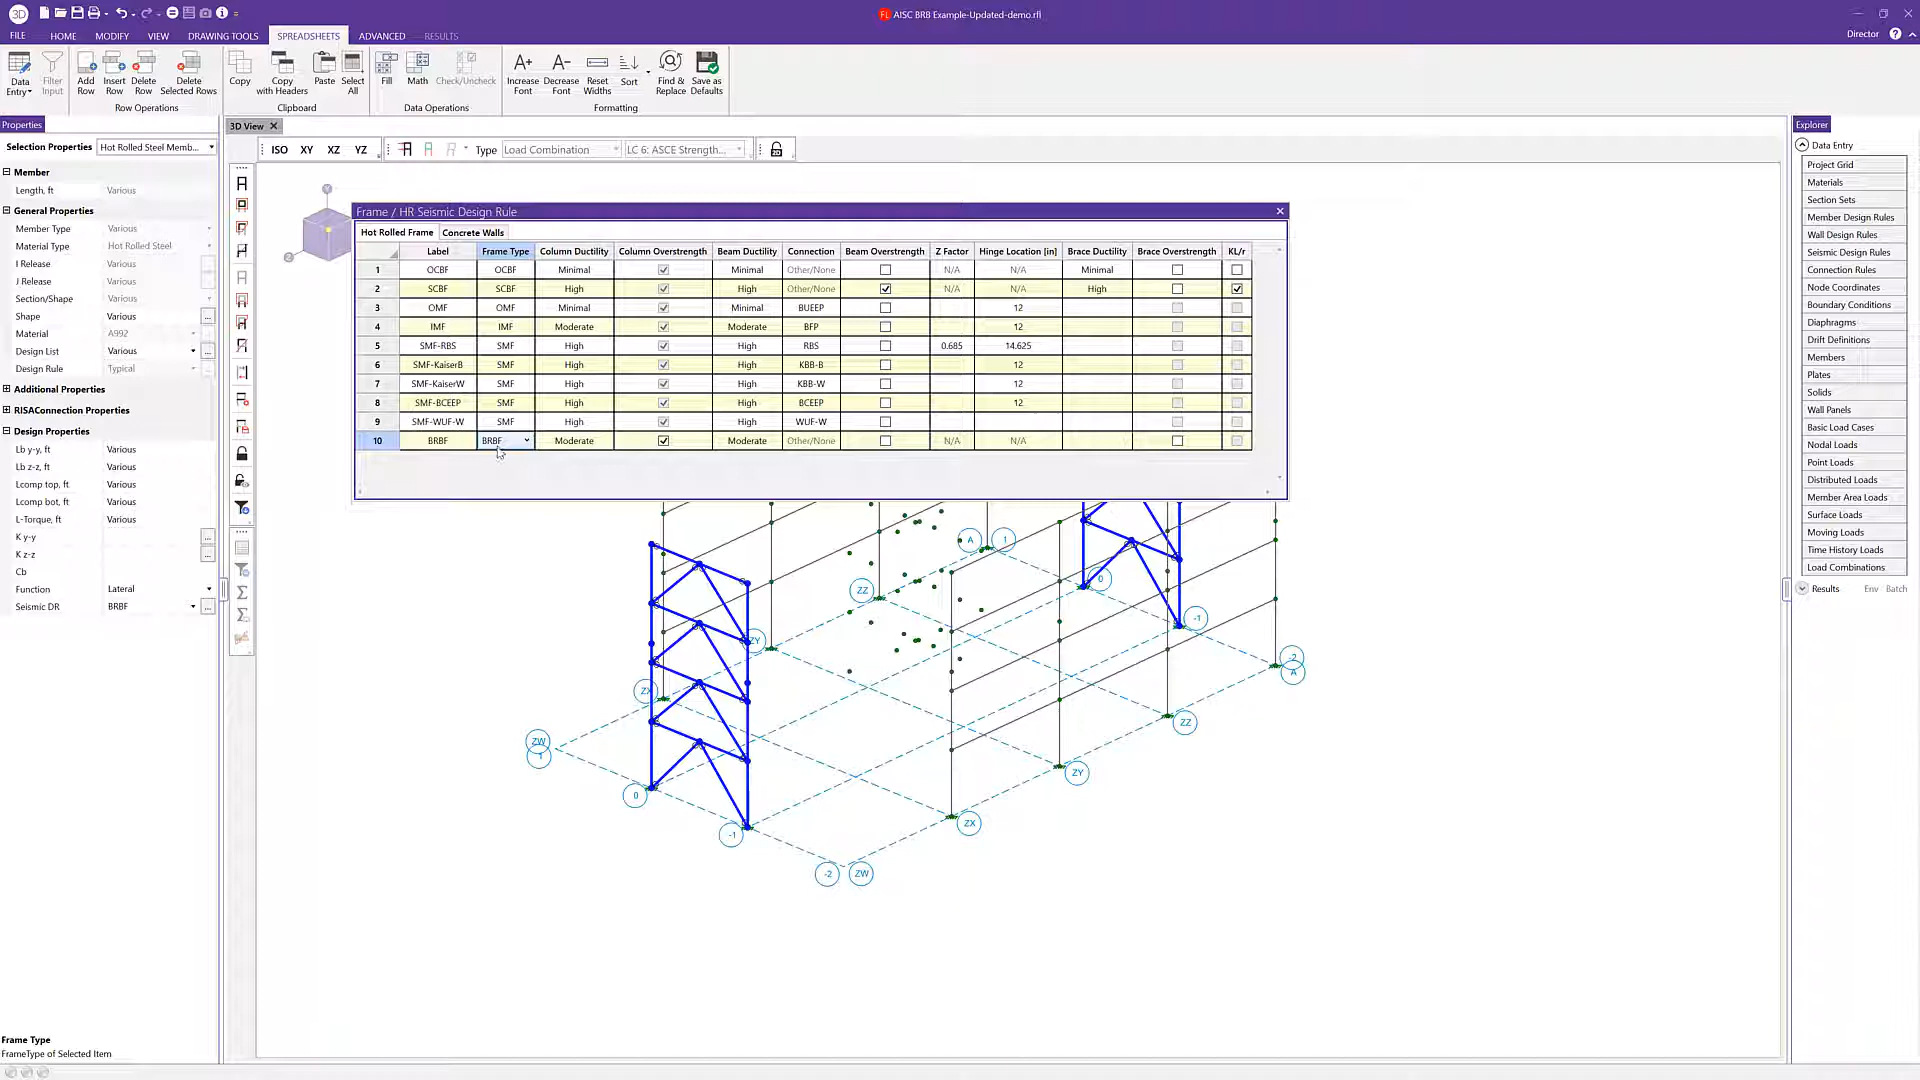 3D
AISC BRB Example-Updated-demo.rfl
FILE HOME MODIFY VIEW DRAWING TOOLS SPREADSHEETS ADVANCED RESULTS Director
Data Entry
Filter Input
Add Row
Insert Row
Delete Row
Delete Selected Rows
Row Operations
Copy
Copy with Headers
Paste
Select All
Clipboard
Fill
Math
Check/Uncheck
Data Operations
Increase Font
Decrease Font
Reset Widths
Sort
Find & Replace
Save as Defaults
Formatting
Properties
Selection Properties Hot Rolled Steel Memb...
Member
Length, ft Various
General Properties
Member Type Various
Material Type Hot Rolled Steel
I Release Various
J Release Various
Section/Shape Various
Shape Various ...
Material A992
Design List Various ...
Design Rule Typical
Additional Properties
RISAConnection Properties
Design Properties
Lb y-y, ft Various
Lb z-z, ft Various
Lcomp top, ft Various
Lcomp bot, ft Various
L-Torque, ft Various
K y-y ...
K z-z ...
Cb
Function Lateral
Seismic DR BRBF ...
Frame Type
FrameType of Selected Item
3D View
ISO XY XZ YZ Type Load Combination LC 6: ASCE Strength...
Y
Z
Frame / HR Seismic Design Rule
Hot Rolled Frame Concrete Walls
Label Frame Type Column Ductility Column Overstrength Beam Ductility Connection Beam Overstrength Z Factor Hinge Location [in] Brace Ductility Brace Overstrength KL/r
1 OCBF OCBF Minimal Minimal Other/None N/A N/A Minimal
2 SCBF SCBF High High Other/None N/A N/A High
3 OMF OMF Minimal Minimal BUEEP 12
4 IMF IMF Moderate Moderate BFP 12
5 SMF-RBS SMF High High RBS 0.685 14.625
6 SMF-KaiserB SMF High High KBB-B 12
7 SMF-KaiserW SMF High High KBB-W 12
8 SMF-BCEEP SMF High High BCEEP 12
9 SMF-WUF-W SMF High High WUF-W
10 BRBF BRBF Moderate Moderate Other/None N/A N/A
A 1
0
ZZ
-1
ZY
-2
A
ZX
ZZ
ZW
1
ZY
0
ZX
-1
-2 ZW
Explorer
Data Entry
Project Grid
Materials
Section Sets
Member Design Rules
Wall Design Rules
Seismic Design Rules
Connection Rules
Node Coordinates
Boundary Conditions
Diaphragms
Drift Definitions
Members
Plates
Solids
Wall Panels
Basic Load Cases
Nodal Loads
Point Loads
Distributed Loads
Member Area Loads
Surface Loads
Moving Loads
Time History Loads
Load Combinations
Results Env Batch